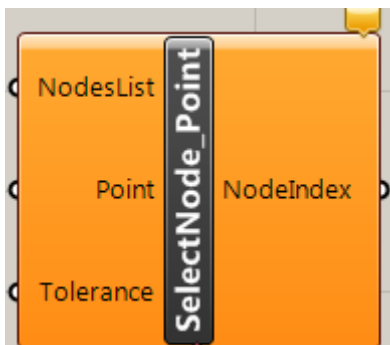 NodesList
Point
Tolerance
SelectNode_Point
NodeIndex